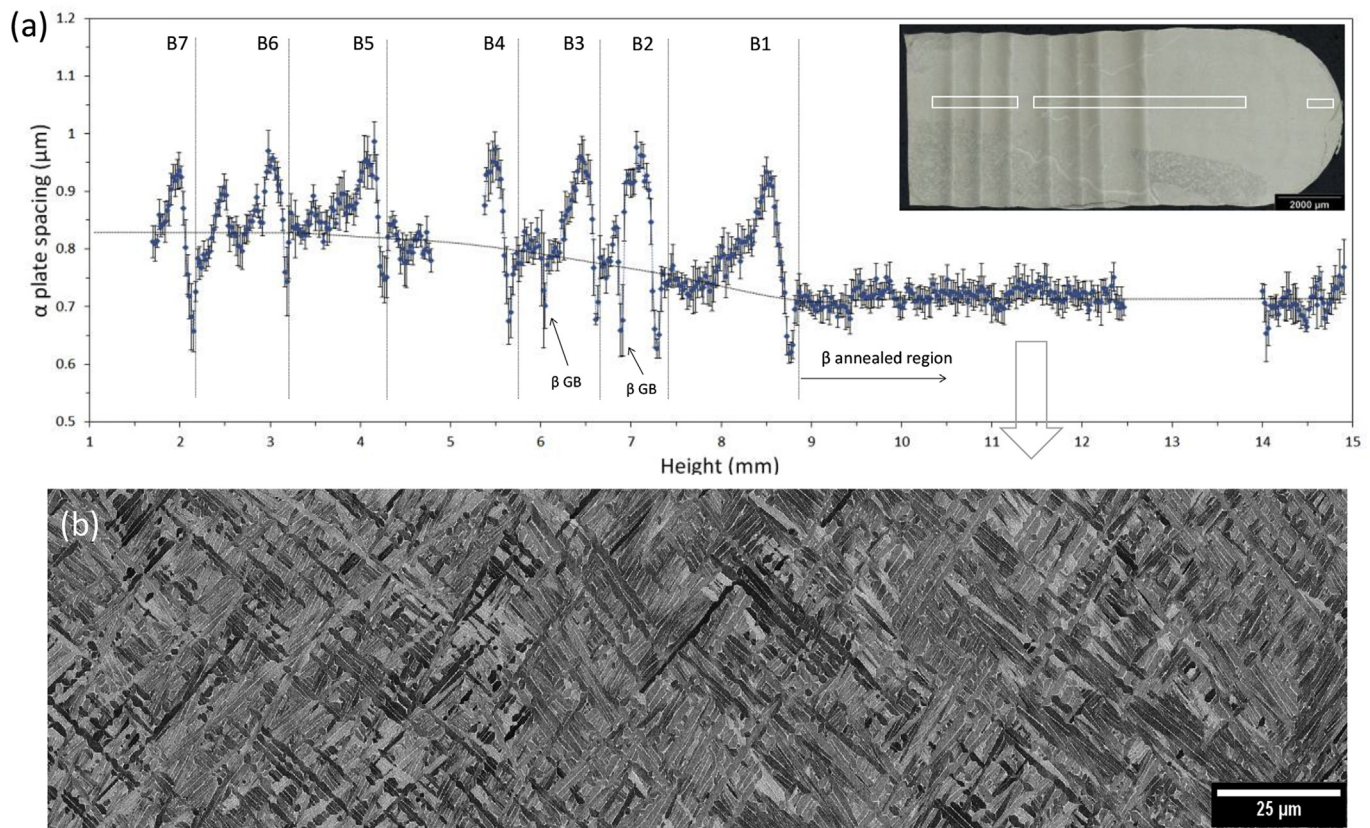 (a)
1.2
1.1
1
0.9
0.8
0.7
0.6
0.5
α plate spacing (μm)
B7 B6 B5 B4 B3 B2 B1
2000 μm
β GB
β GB
β annealed region
1 2 3 4 5 6 7 8 9 10 11 12 13 14 15
Height (mm)
(b)
25 μm